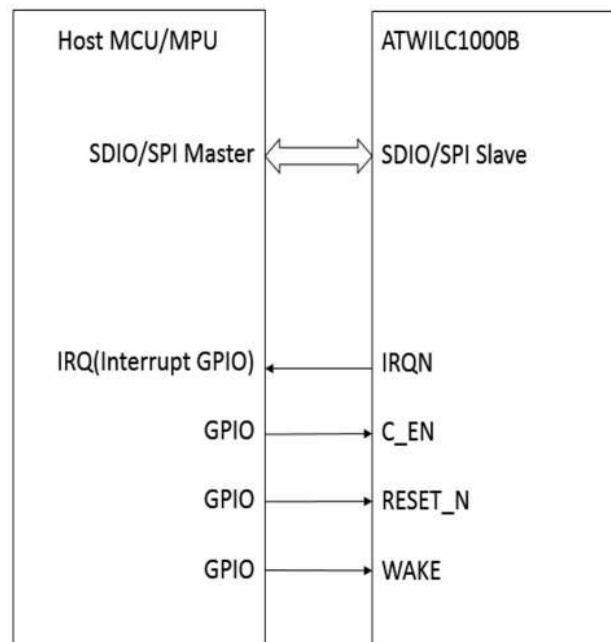 Host MCU/MPU
ATWILC1000B
SDIO/SPI Master
SDIO/SPI Slave
IRQ(Interrupt GPIO)
IRQN
GPIO
C_EN
GPIO
RESET_N
GPIO
WAKE